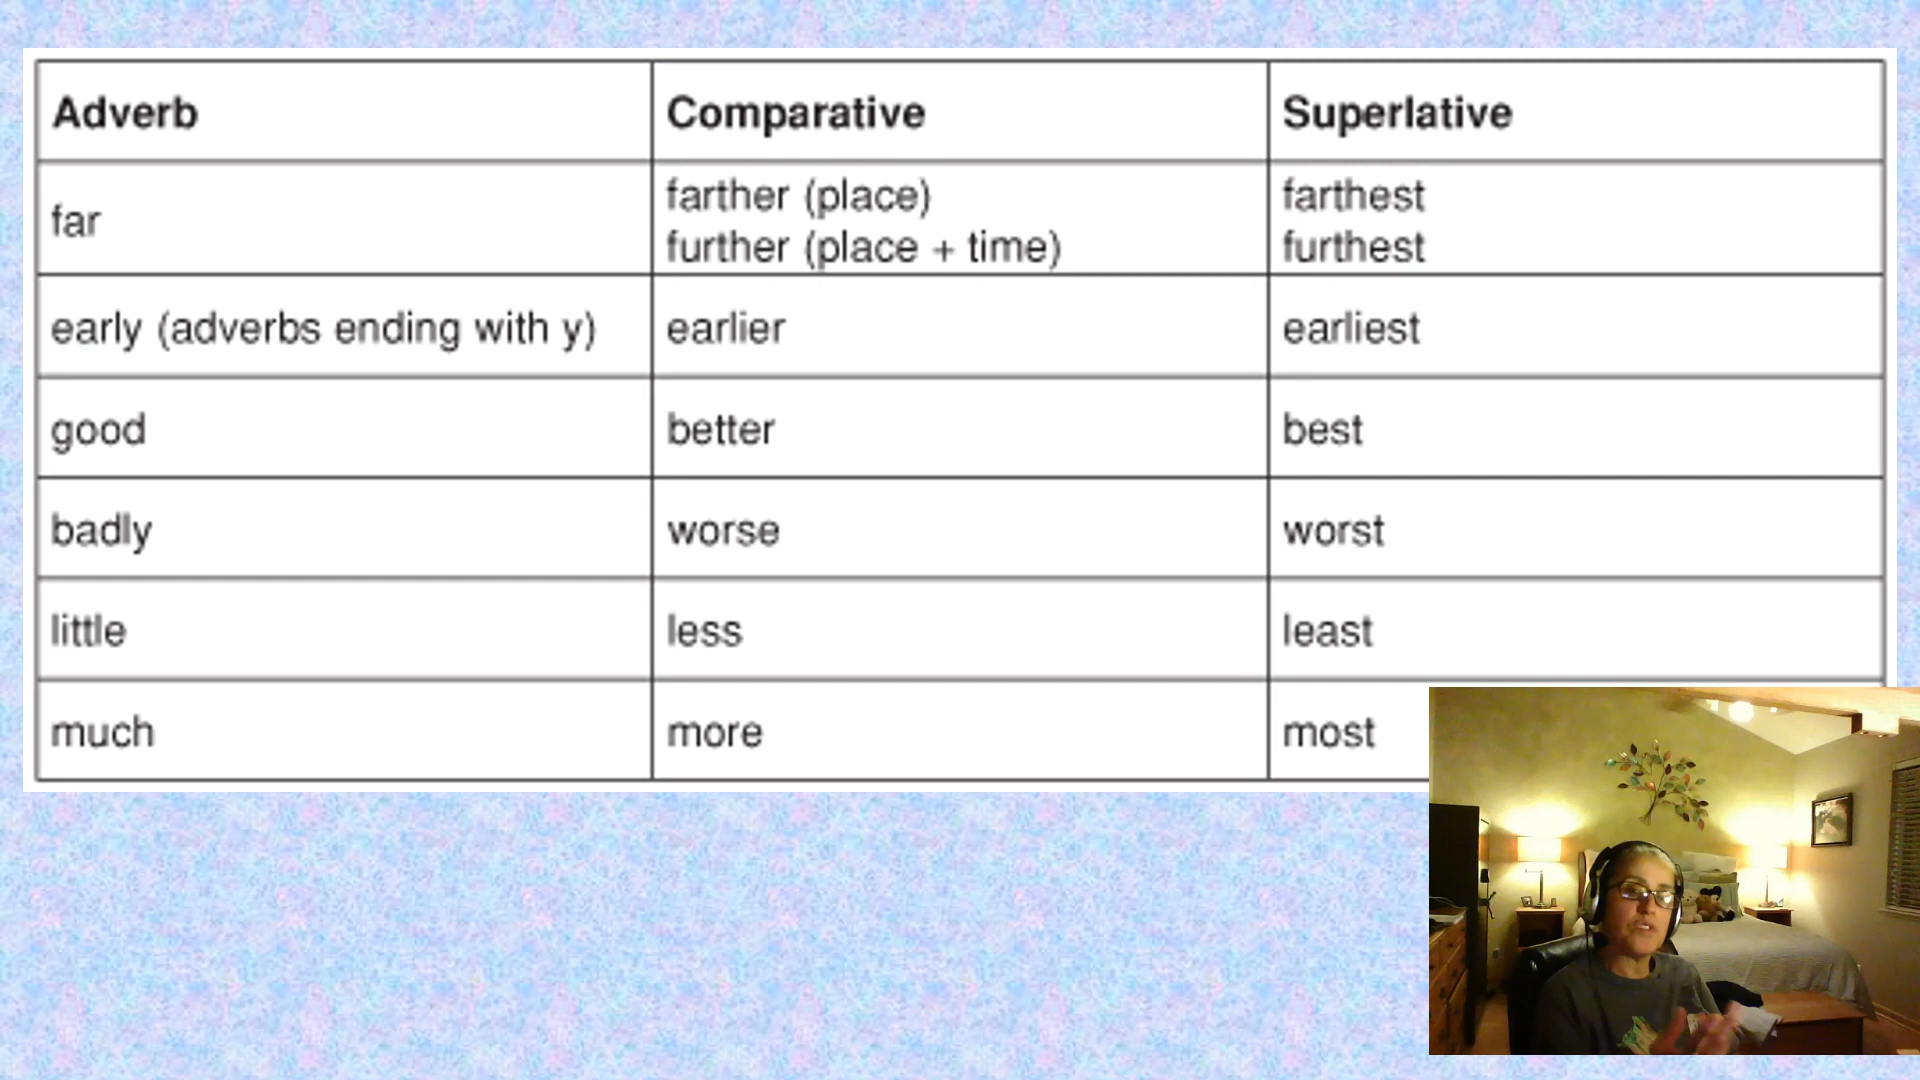 Adverb Comparative Superlative
far farther (place) farthest
further (place + time) furthest
early (adverbs ending with y) earlier earliest
good better best
badly worse worst
little less least
much more most